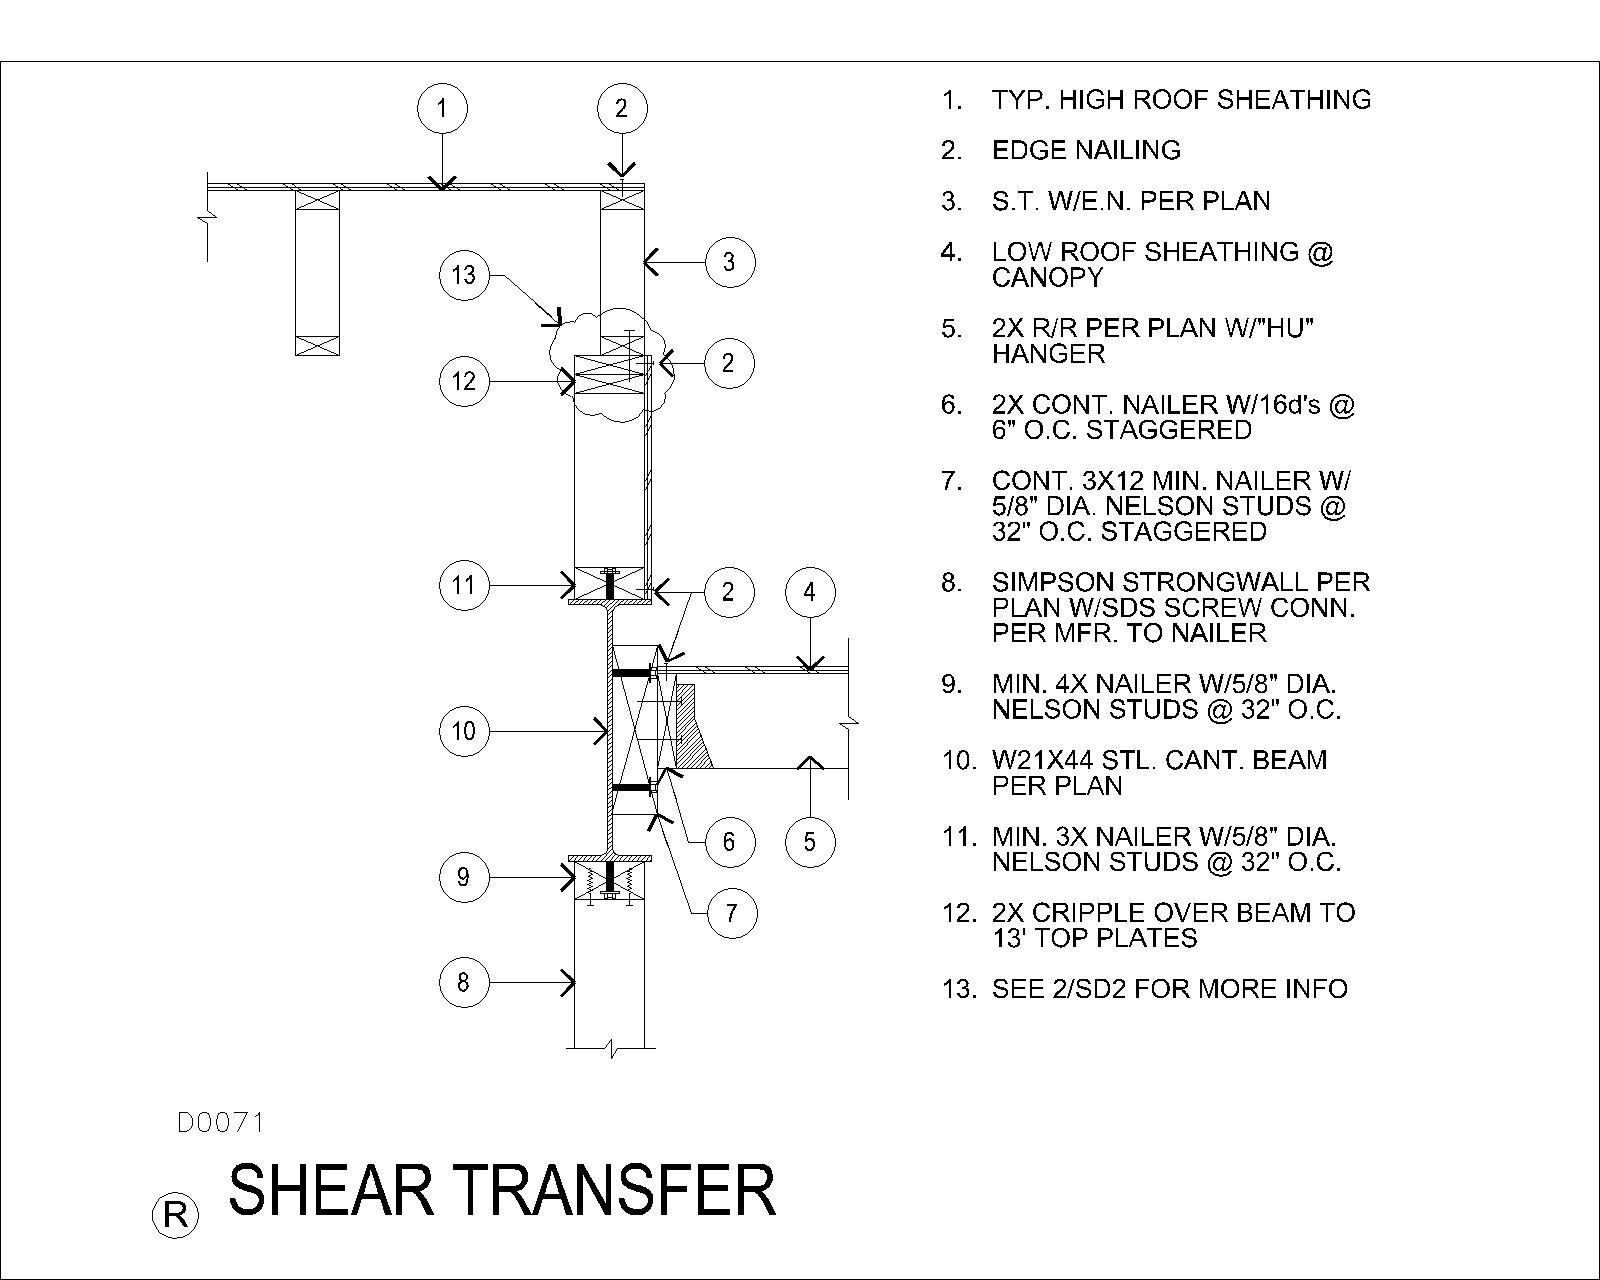 1
2
3
13
2
12
11
2
4
10
6
5
9
7
8
1. TYP. HIGH ROOF SHEATHING
2. EDGE NAILING
3. S.T. W/E.N. PER PLAN
4. LOW ROOF SHEATHING @
CANOPY
5. 2X R/R PER PLAN W/"HU"
HANGER
6. 2X CONT. NAILER W/16d's @
6" O.C. STAGGERED
7. CONT. 3X12 MIN. NAILER W/
5/8" DIA. NELSON STUDS @
32" O.C. STAGGERED
8. SIMPSON STRONGWALL PER
PLAN W/SDS SCREW CONN.
PER MFR. TO NAILER
9. MIN. 4X NAILER W/5/8" DIA.
NELSON STUDS @ 32" O.C.
10. W21X44 STL. CANT. BEAM
PER PLAN
11. MIN. 3X NAILER W/5/8" DIA.
NELSON STUDS @ 32" O.C.
12. 2X CRIPPLE OVER BEAM TO
13' TOP PLATES
13. SEE 2/SD2 FOR MORE INFO
D0071
R SHEAR TRANSFER